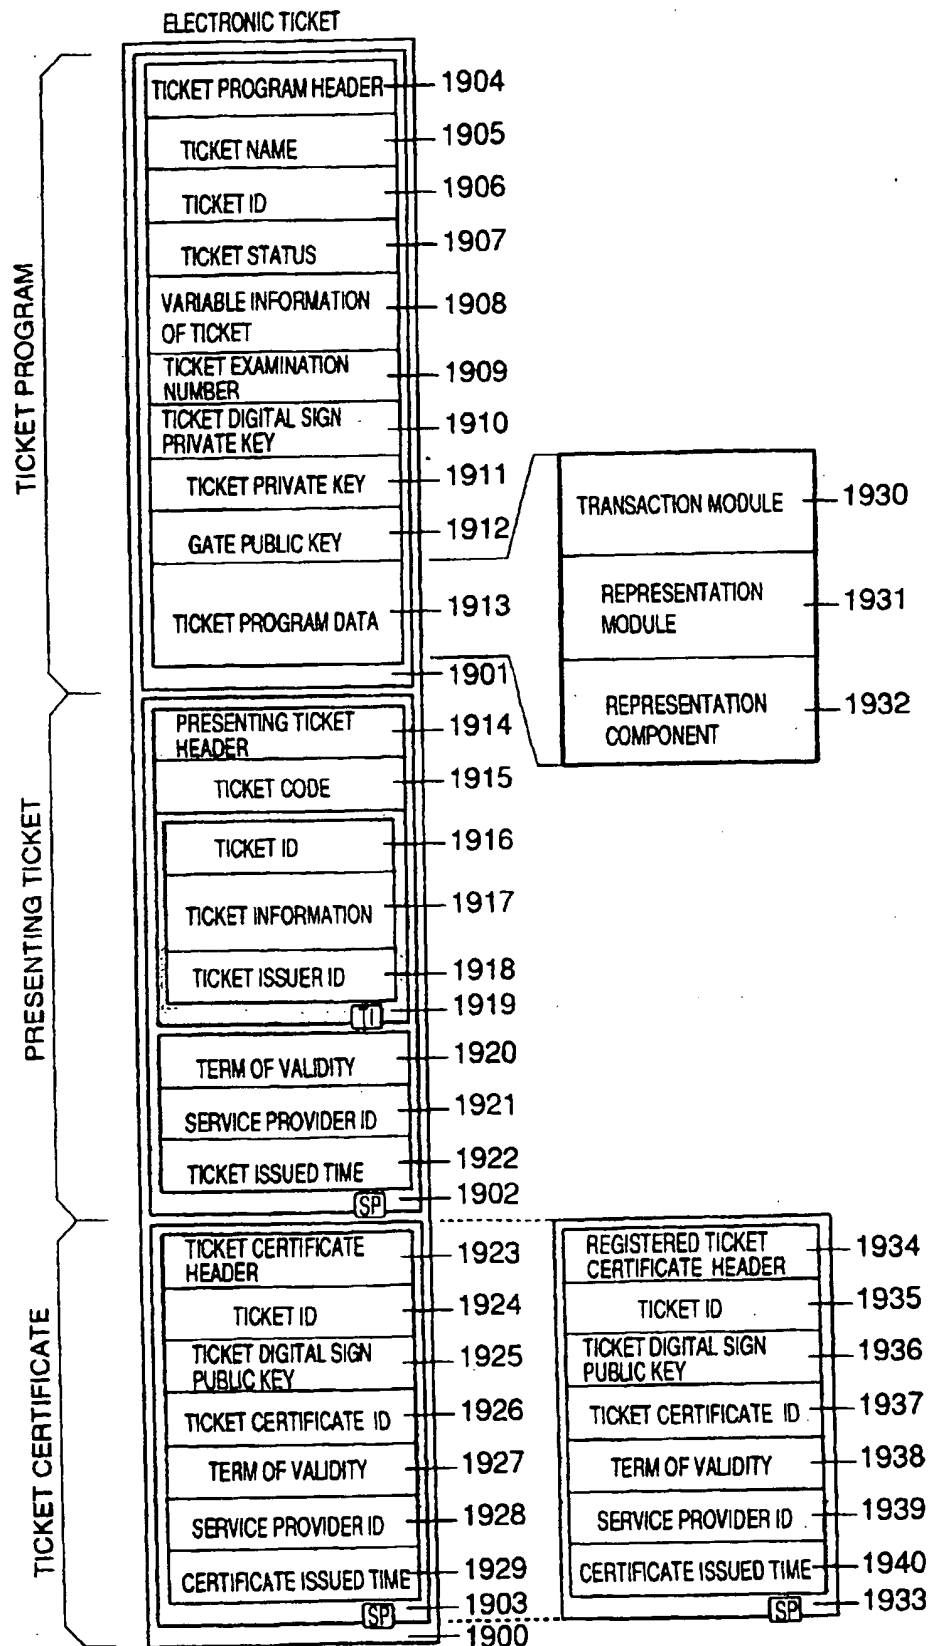 ELECTRONIC TICKET
TICKET PROGRAM
TICKET PROGRAM HEADER
1904
TICKET NAME
1905
TICKET ID
1906
TICKET STATUS
1907
VARIABLE INFORMATION
OF TICKET
1908
TICKET EXAMINATION
NUMBER
1909
TICKET DIGITAL SIGN
PRIVATE KEY
1910
TICKET PRIVATE KEY
1911
GATE PUBLIC KEY
1912
TICKET PROGRAM DATA
1913
1901
TRANSACTION MODULE
1930
REPRESENTATION
MODULE
1931
REPRESENTATION
COMPONENT
1932
PRESENTING TICKET
PRESENTING TICKET
HEADER
1914
TICKET CODE
1915
TICKET ID
1916
TICKET INFORMATION
1917
TICKET ISSUER ID
1918
1919
TERM OF VALIDITY
1920
SERVICE PROVIDER ID
1921
TICKET ISSUED TIME
1922
SP
1902
TICKET CERTIFICATE
TICKET CERTIFICATE
HEADER
1923
TICKET ID
1924
TICKET DIGITAL SIGN
PUBLIC KEY
1925
TICKET CERTIFICATE ID
1926
TERM OF VALIDITY
1927
SERVICE PROVIDER ID
1928
CERTIFICATE ISSUED TIME
1929
SP
1903
1900
REGISTERED TICKET
CERTIFICATE HEADER
1934
TICKET ID
1935
TICKET DIGITAL SIGN
PUBLIC KEY
1936
TICKET CERTIFICATE ID
1937
TERM OF VALIDITY
1938
SERVICE PROVIDER ID
1939
CERTIFICATE ISSUED TIME
1940
SP
1933